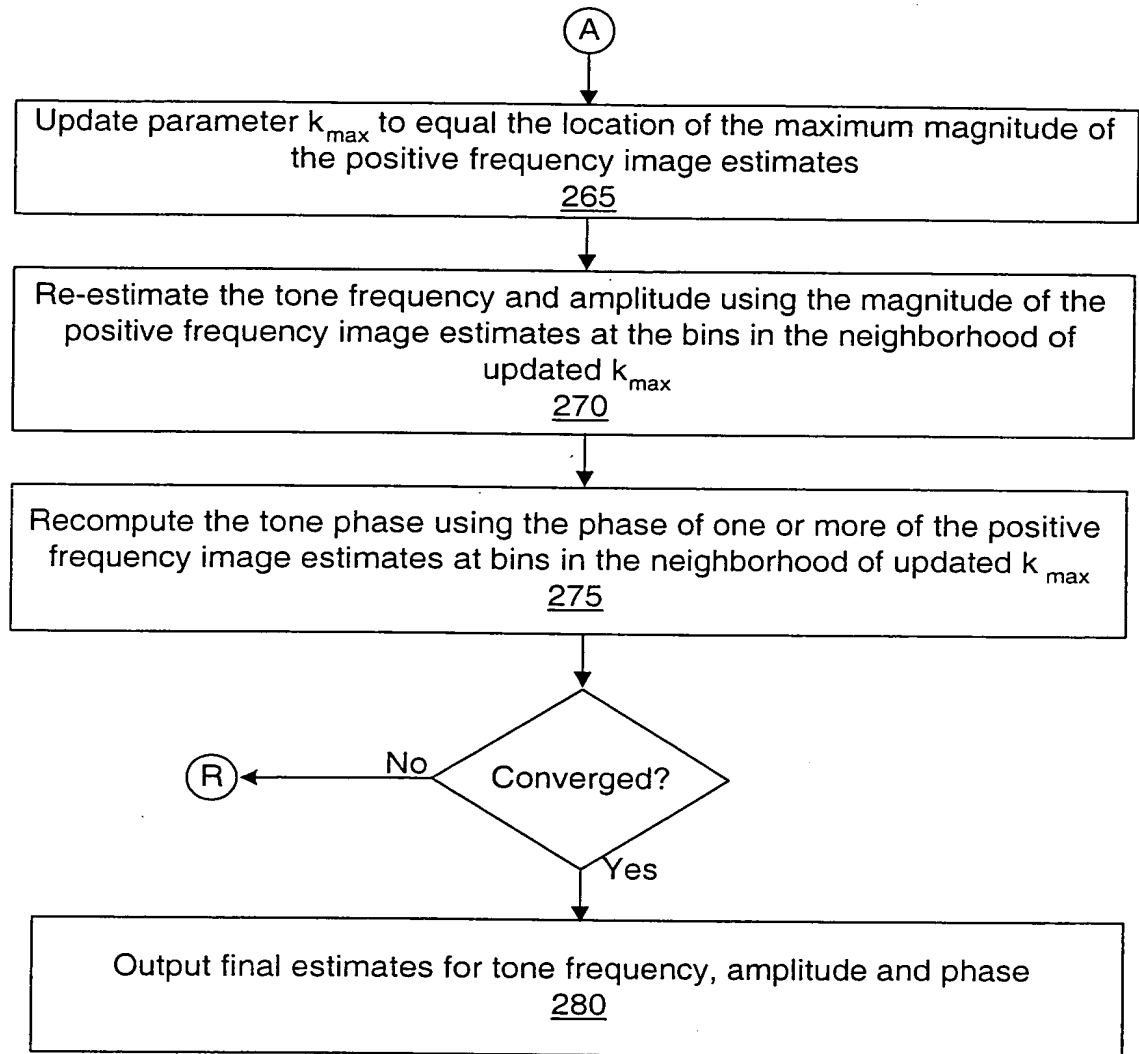 A
Update parameter kmax to equal the location of the maximum magnitude of
the positive frequency image estimates
265
Re-estimate the tone frequency and amplitude using the magnitude of the
positive frequency image estimates at the bins in the neighborhood of
updated kmax
270
Recompute the tone phase using the phase of one or more of the positive
frequency image estimates at bins in the neighborhood of updated k max
275
Converged?
No
R
Yes
Output final estimates for tone frequency, amplitude and phase
280